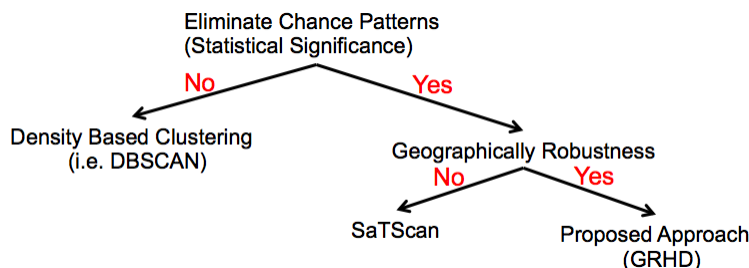 Eliminate Chance Patterns
(Statistical Significance)
No
Yes
Density Based Clustering
(i.e. DBSCAN)
Geographically Robustness
No
Yes
SaTScan
Proposed Approach
(GRHD)